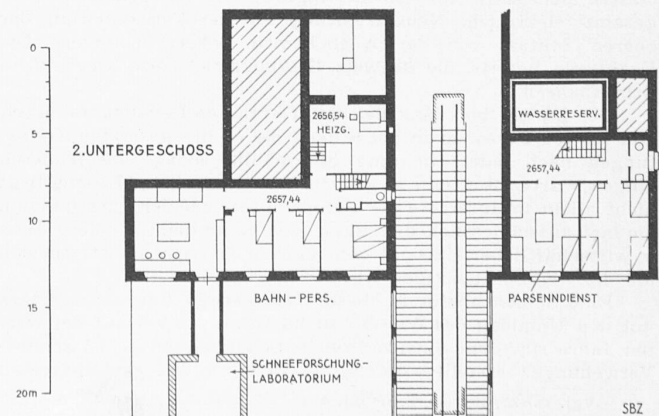 0
5
10
15
20m
2.UNTERGESCHOSS
2656,54
HEIZG.
2657,44
BAHN-PERS.
SCHNEEFORSCHUNG-
LABORATORIUM
WASSERRESERV.
2657,44
PARSENNDIENST
SBZ